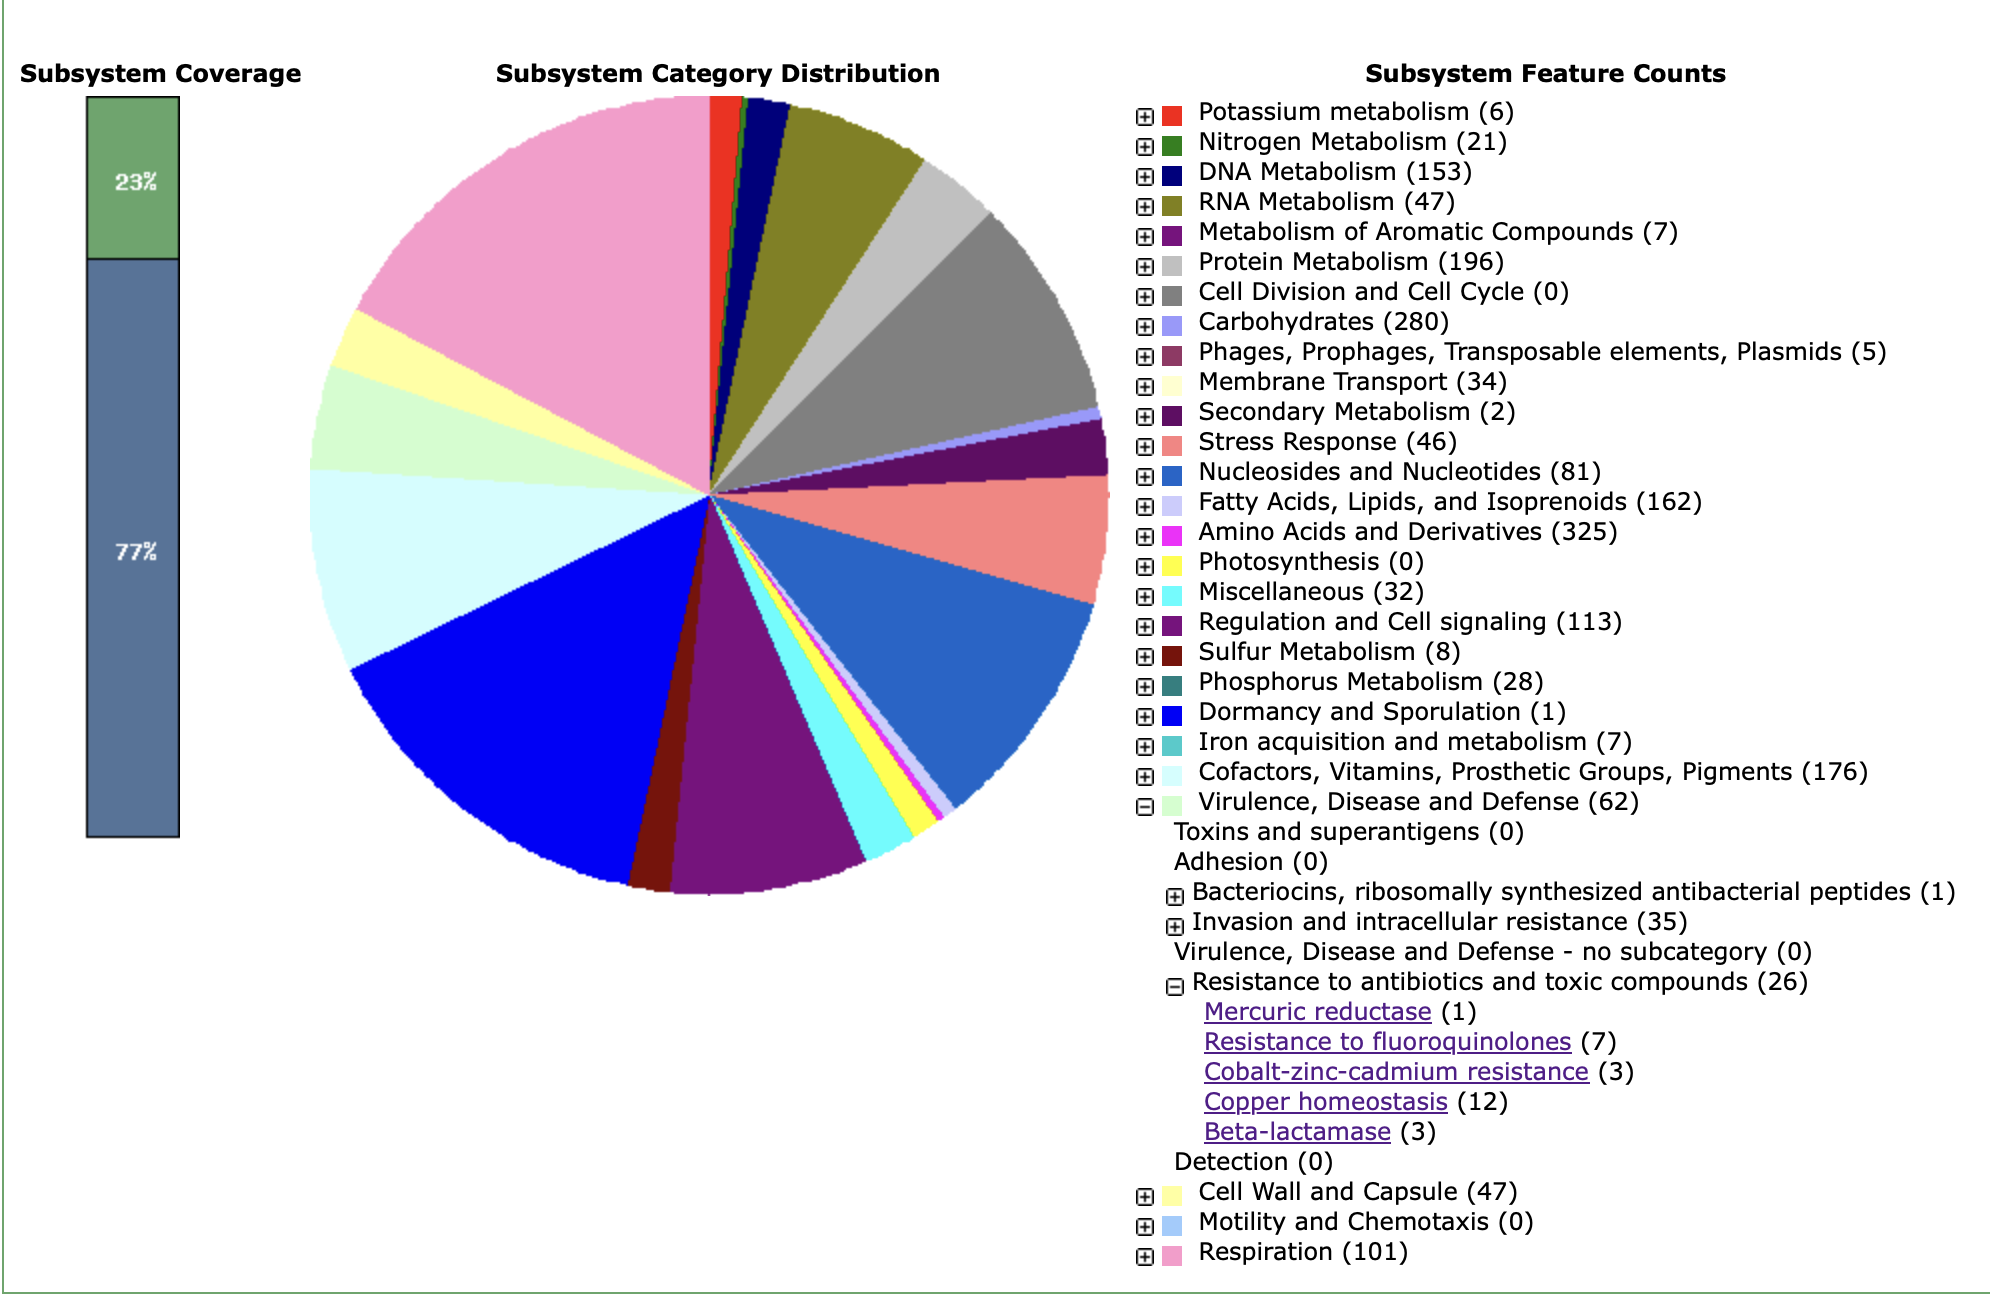 Subsystem Coverage
23%
77%
Subsystem Category Distribution
Subsystem Feature Counts
Potassium metabolism (6)
Nitrogen Metabolism (21)
DNA Metabolism (153)
RNA Metabolism (47)
Metabolism of Aromatic Compounds (7)
Protein Metabolism (196)
Cell Division and Cell Cycle (0)
Carbohydrates (280)
Phages, Prophages, Transposable elements, Plasmids (5)
Membrane Transport (34)
Secondary Metabolism (2)
Stress Response (46)
Nucleosides and Nucleotides (81)
Fatty Acids, Lipids, and Isoprenoids (162)
Amino Acids and Derivatives (325)
Photosynthesis (0)
Miscellaneous (32)
Regulation and Cell signaling (113)
Sulfur Metabolism (8)
Phosphorus Metabolism (28)
Dormancy and Sporulation (1)
Iron acquisition and metabolism (7)
Cofactors, Vitamins, Prosthetic Groups, Pigments (176)
Virulence, Disease and Defense (62)
Toxins and superantigens (0)
Adhesion (0)
Bacteriocins, ribosomally synthesized antibacterial peptides (1)
Invasion and intracellular resistance (35)
Virulence, Disease and Defense - no subcategory (0)
Resistance to antibiotics and toxic compounds (26)
Mercuric reductase (1)
Resistance to fluoroquinolones (7)
Cobalt-zinc-cadmium resistance (3)
Copper homeostasis (12)
Beta-lactamase (3)
Detection (0)
Cell Wall and Capsule (47)
Motility and Chemotaxis (0)
Respiration (101)